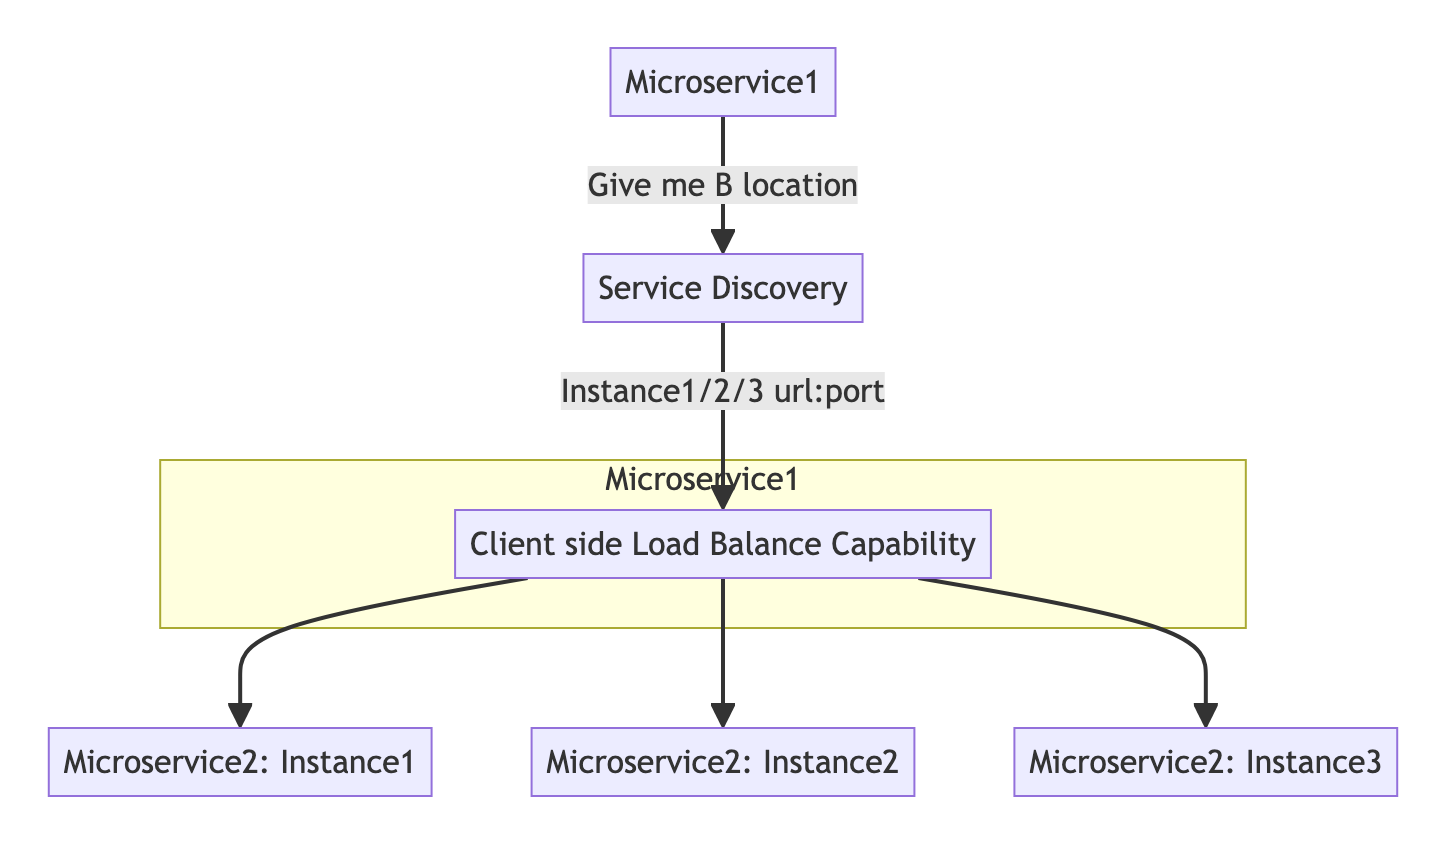 Microservice1
Give me B location
Service Discovery
Instance1/2/3 url:port
Microservice1
Client side Load Balance Capability
Microservice2: Instance1
Microservice2: Instance2
Microservice2: Instance3